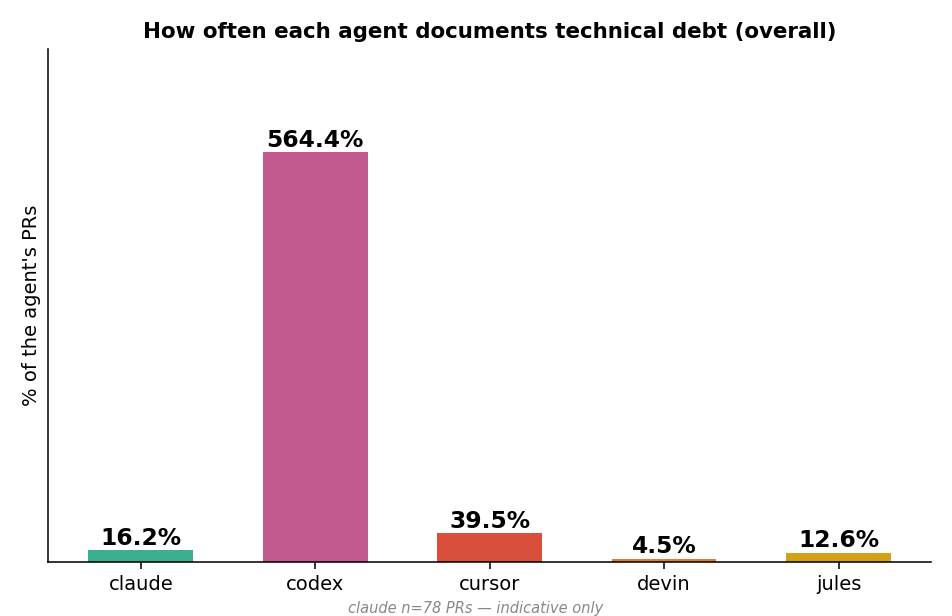 How often each agent documents technical debt (overall)
% of the agent's PRs
564.4%
39.5%
16.2%
4.5%
12.6%
claude
codex
cursor
devin
jules
claude n=78 PRs — indicative only